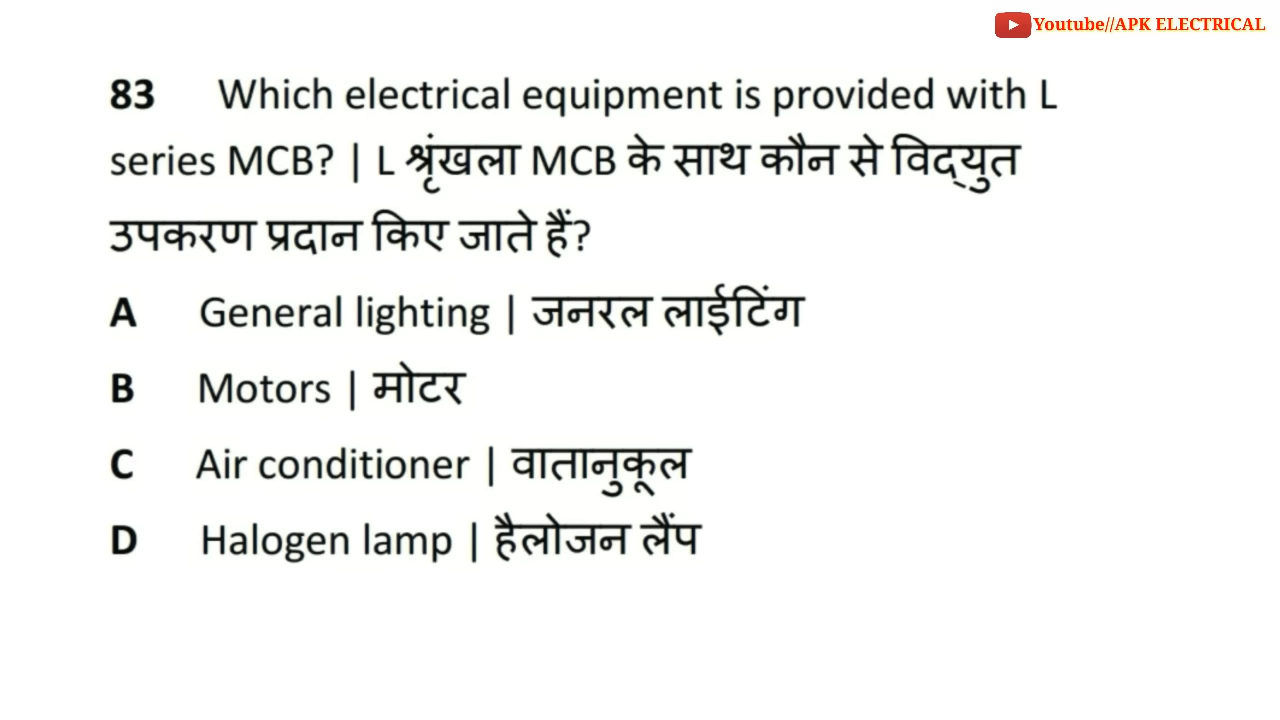 Youtube//APK ELECTRICAL
83 Which electrical equipment is provided with L
series MCB? | L श्रृंखला MCB के साथ कौन से विद्युत
उपकरण प्रदान किए जाते हैं?
A General lighting | जनरल लाईटिंग
B Motors | मोटर
C Air conditioner | वातानुकूल
D Halogen lamp | हैलोजन लैंप